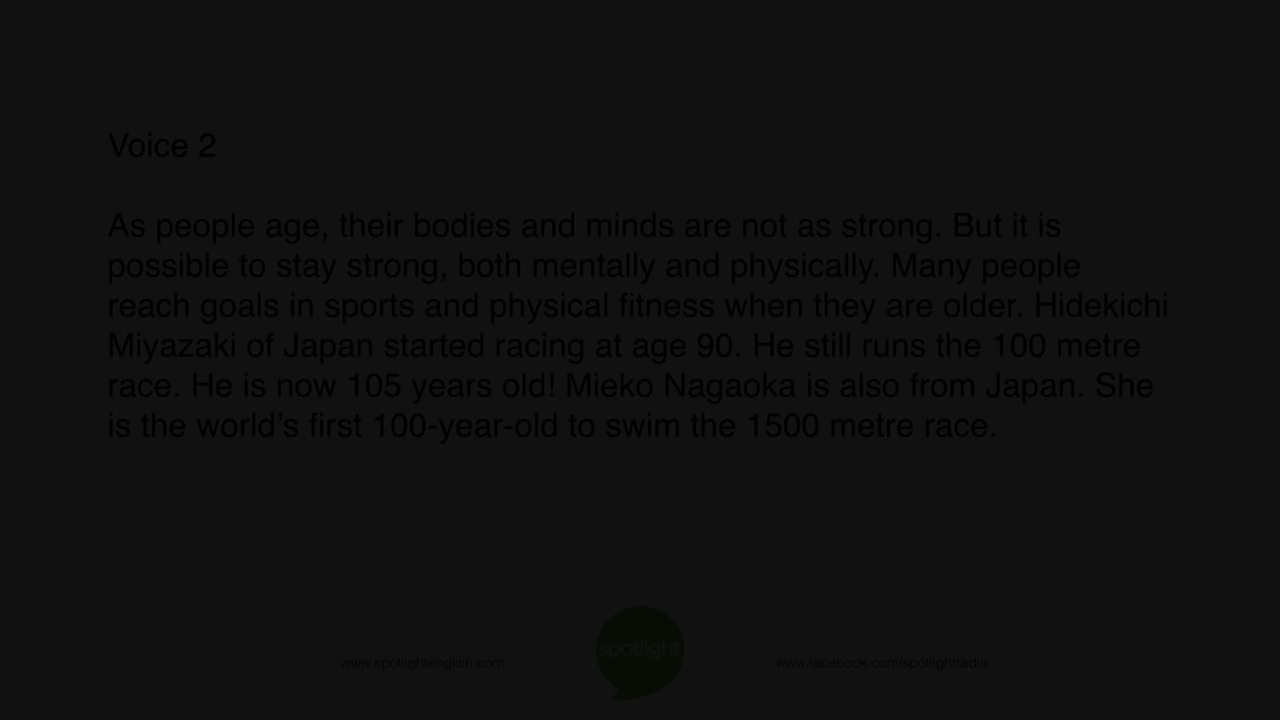 Voice 2
As people age, their bodies and minds are not as strong. But it is
possible to stay strong, both mentally and physically. Many people
reach goals in sports and physical fitness when they are older. Hidekichi
Miyazaki of Japan started racing at age 90. He still runs the 100 metre
race. He is now 105 years old! Mieko Nagaoka is also from Japan. She
is the world’s first 100-year-old to swim the 1500 metre race.
spotlight
www.spotlightenglish.com
www.facebook.com/spotlightradio